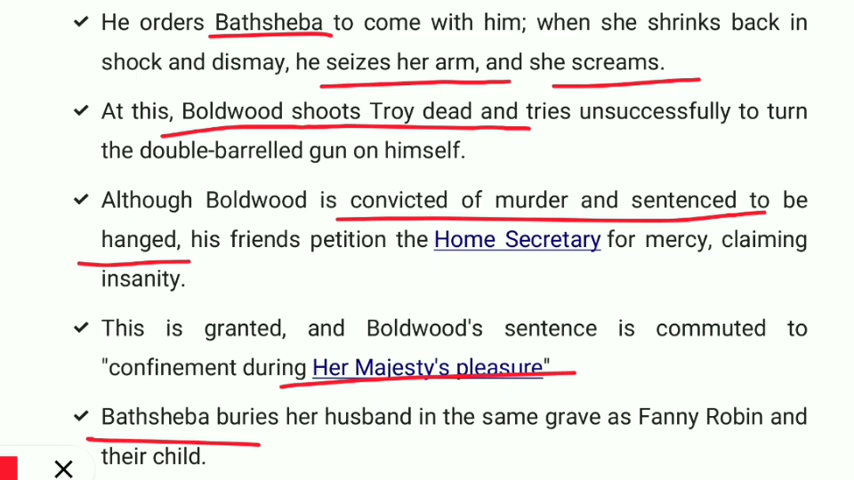 ✓ He orders Bathsheba to come with him; when she shrinks back in
shock and dismay, he seizes her arm, and she screams.
✓ At this, Boldwood shoots Troy dead and tries unsuccessfully to turn
the double-barrelled gun on himself.
✓ Although Boldwood is convicted of murder and sentenced to be
hanged, his friends petition the Home Secretary for mercy, claiming
insanity.
✓ This is granted, and Boldwood's sentence is commuted to
"confinement during Her Majesty's pleasure"
✓ Bathsheba buries her husband in the same grave as Fanny Robin and
their child.